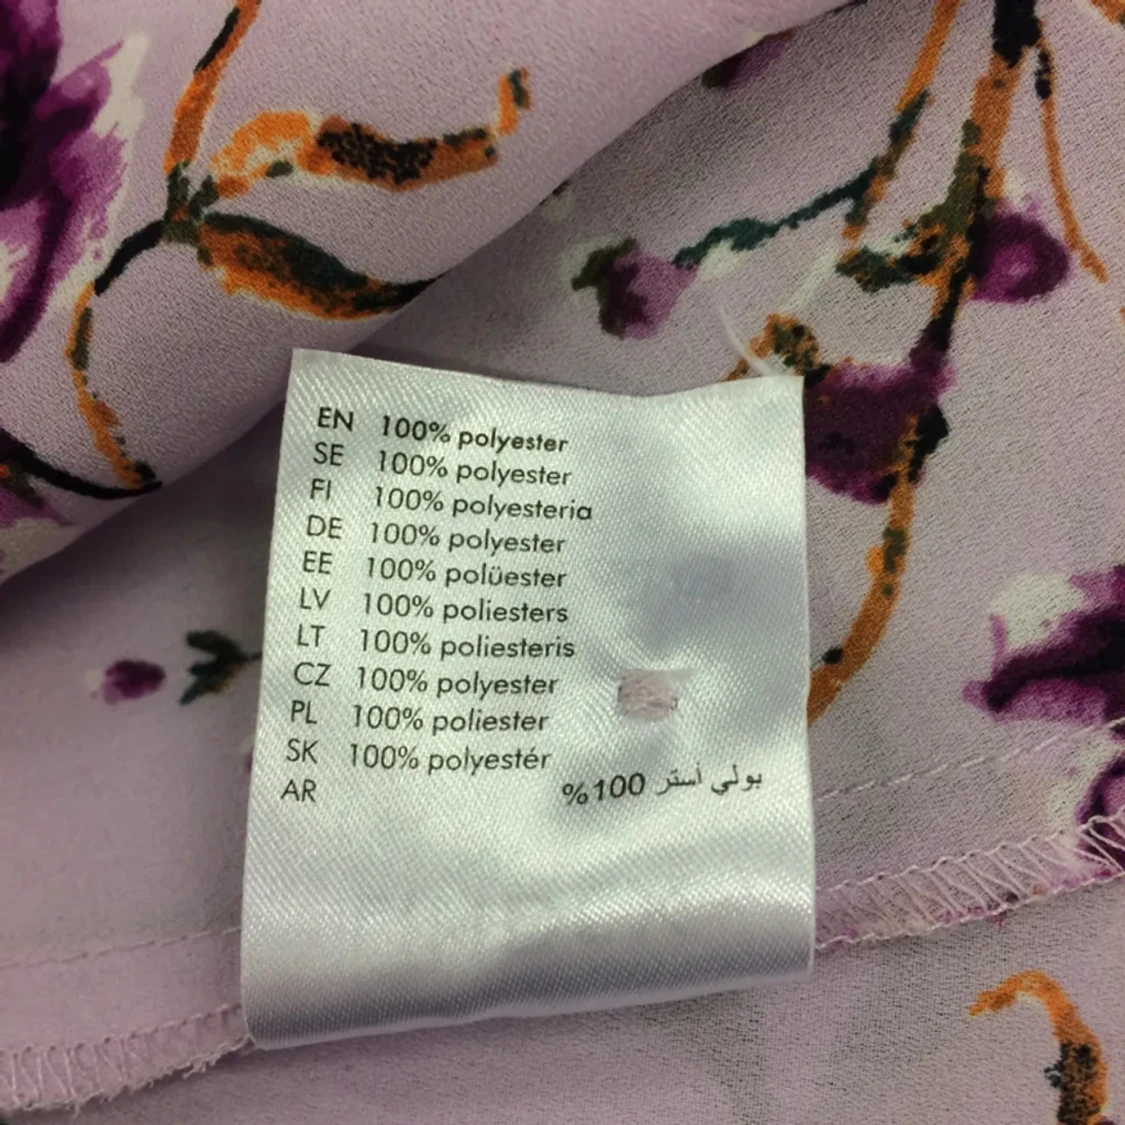 EN 100% polyester
SE 100% polyester
FI 100% polyesteria
DE 100% polyester
EE 100% polüester
LV 100% poliesters
LT 100% poliesteris
CZ 100% polyester
PL 100% poliester
SK 100% polyestér
AR بولي أستر 100%